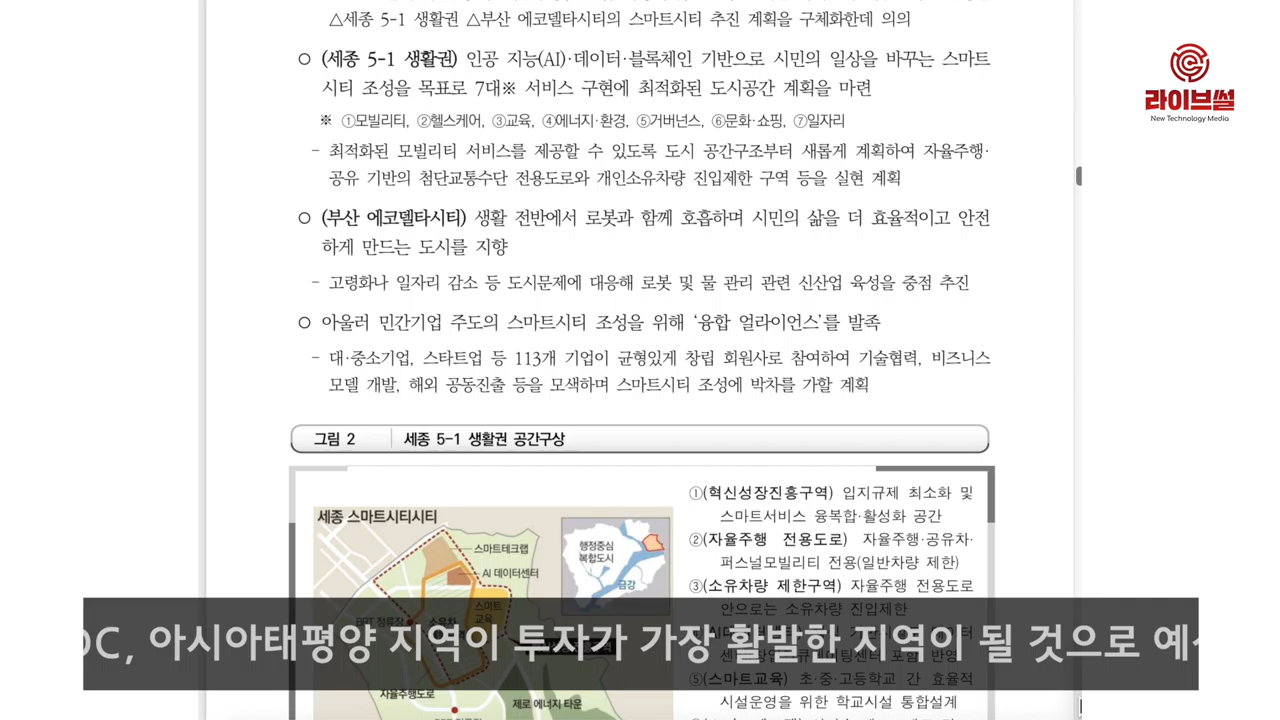 △세종 5-1 생활권 △부산 에코델타시티의 스마트시티 추진 계획을 구체화한데 의의
○ (세종 5-1 생활권) 인공 지능(AI)·데이터·블록체인 기반으로 시민의 일상을 바꾸는 스마트
시티 조성을 목표로 7대※ 서비스 구현에 최적화된 도시공간 계획을 마련
※ ①모빌리티, ②헬스케어, ③교육, ④에너지·환경, ⑤거버넌스, ⑥문화·쇼핑, ⑦일자리
- 최적화된 모빌리티 서비스를 제공할 수 있도록 도시 공간구조부터 새롭게 계획하여 자율주행·
공유 기반의 첨단교통수단 전용도로와 개인소유차량 진입제한 구역 등을 실현 계획
○ (부산 에코델타시티) 생활 전반에서 로봇과 함께 호흡하며 시민의 삶을 더 효율적이고 안전
하게 만드는 도시를 지향
- 고령화나 일자리 감소 등 도시문제에 대응해 로봇 및 물 관리 관련 신산업 육성을 중점 추진
○ 아울러 민간기업 주도의 스마트시티 조성을 위해 ‘융합 얼라이언스’를 발족
- 대·중소기업, 스타트업 등 113개 기업이 균형있게 창립 회원사로 참여하여 기술협력, 비즈니스
모델 개발, 해외 공동진출 등을 모색하며 스마트시티 조성에 박차를 가할 계획
라이브썰
New Technology Media
그림 2 세종 5-1 생활권 공간구상
세종 스마트시티시티
스마트테크랩
AI 데이터센터
행정중심
복합도시
금강
스마트
교육
BRT 정류장
소유차
자율주행도로
제로 에너지 타운
①(혁신성장진흥구역) 입지규제 최소화 및
스마트서비스 융복합·활성화 공간
②(자율주행 전용도로) 자율주행·공유차·
퍼스널모빌리티 전용(일반차량 제한)
③(소유차량 제한구역) 자율주행 전용도로
안으로는 소유차량 진입제한
⑤(스마트교육) 초·중·고등학교 간 효율적
시설운영을 위한 학교시설 통합설계
DC, 아시아태평양 지역이 투자가 가장 활발한 지역이 될 것으로 예